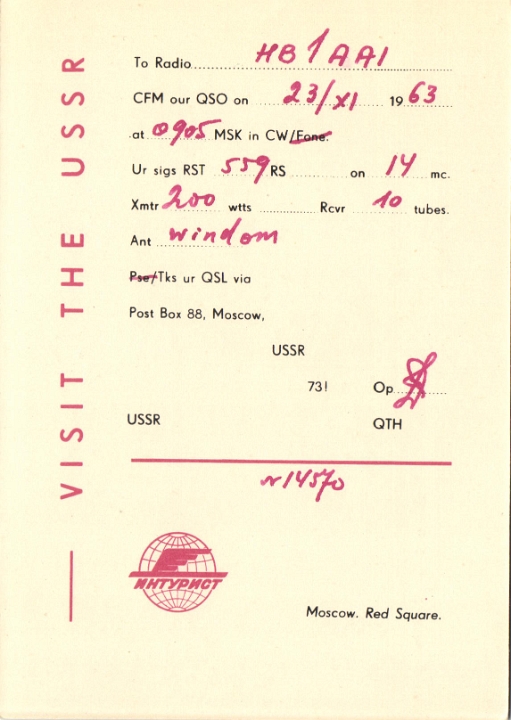 VISIT THE USSR
To Radio HB1AAI
CFM our QSO on 23/XI 1963
at 0905 MSK in CW/Fone.
Ur sigs RST 559 RS on 14 mc.
Xmtr 200 wtts Rcvr 10 tubes.
Ant windom
Pse/Tks ur QSL via
Post Box 88, Moscow,
USSR
73! Op
USSR QTH
N14570
ИНТУРИСТ
Moscow. Red Square.